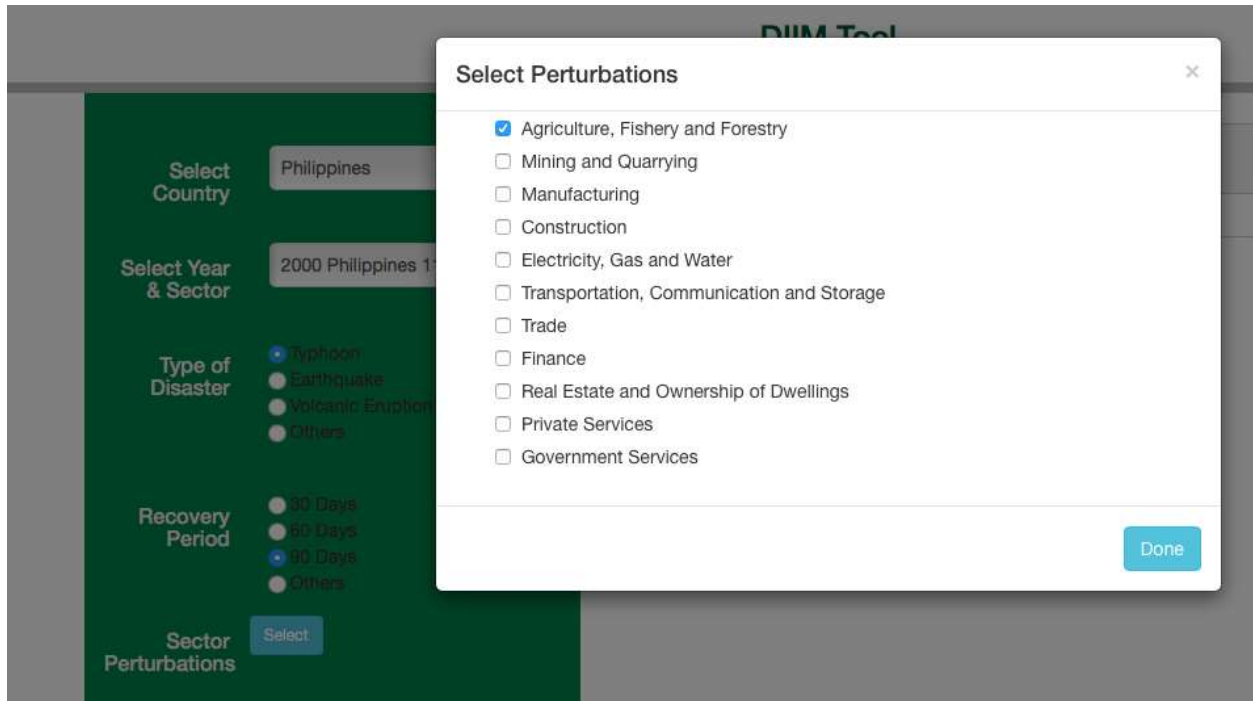 DIIM Tool
Select Perturbations
×
Agriculture, Fishery and Forestry
Mining and Quarrying
Manufacturing
Construction
Electricity, Gas and Water
Transportation, Communication and Storage
Trade
Finance
Real Estate and Ownership of Dwellings
Private Services
Government Services
Done
Select
Country
Philippines
Select Year
& Sector
2000 Philippines
Type of
Disaster
Typhoon
Earthquake
Volcanic Eruption
Others
Recovery
Period
30 Days
60 Days
90 Days
Others
Sector
Perturbations
Select